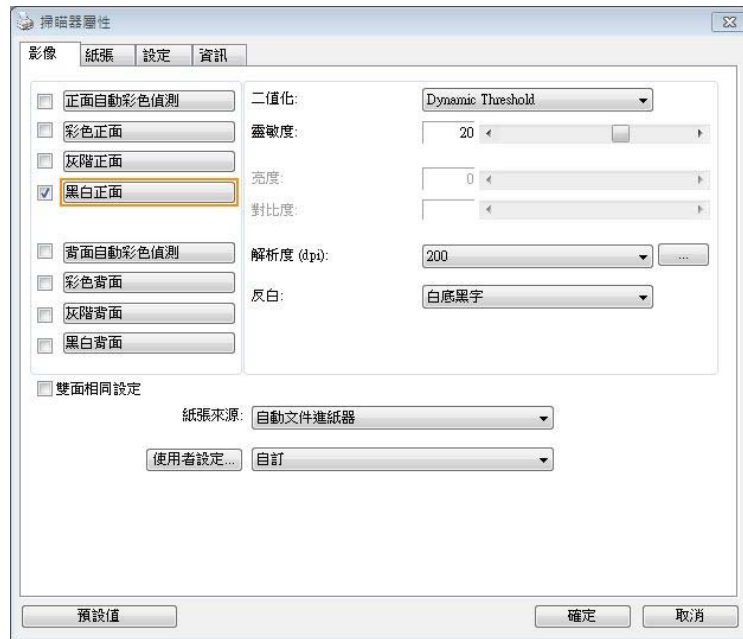 掃瞄器屬性
影像 紙張 設定 資訊
正面自動彩色偵測
彩色正面
灰階正面
黑白正面
背面自動彩色偵測
彩色背面
灰階背面
黑白背面
二值化: Dynamic Threshold
靈敏度: 20
亮度: 0
對比度:
解析度 (dpi): 200 ...
反白: 白底黑字
雙面相同設定
紙張來源: 自動文件進紙器
使用者設定... 自訂
預設值 確定 取消